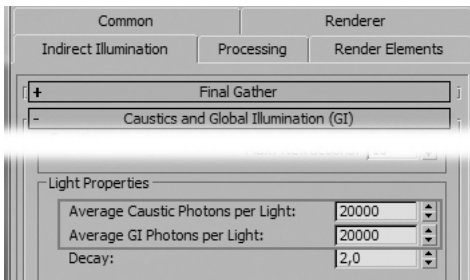 Common Renderer
Indirect Illumination Processing Render Elements
+ Final Gather
- Caustics and Global Illumination (GI)
Light Properties
Average Caustic Photons per Light: 20000
Average GI Photons per Light: 20000
Decay: 2,0